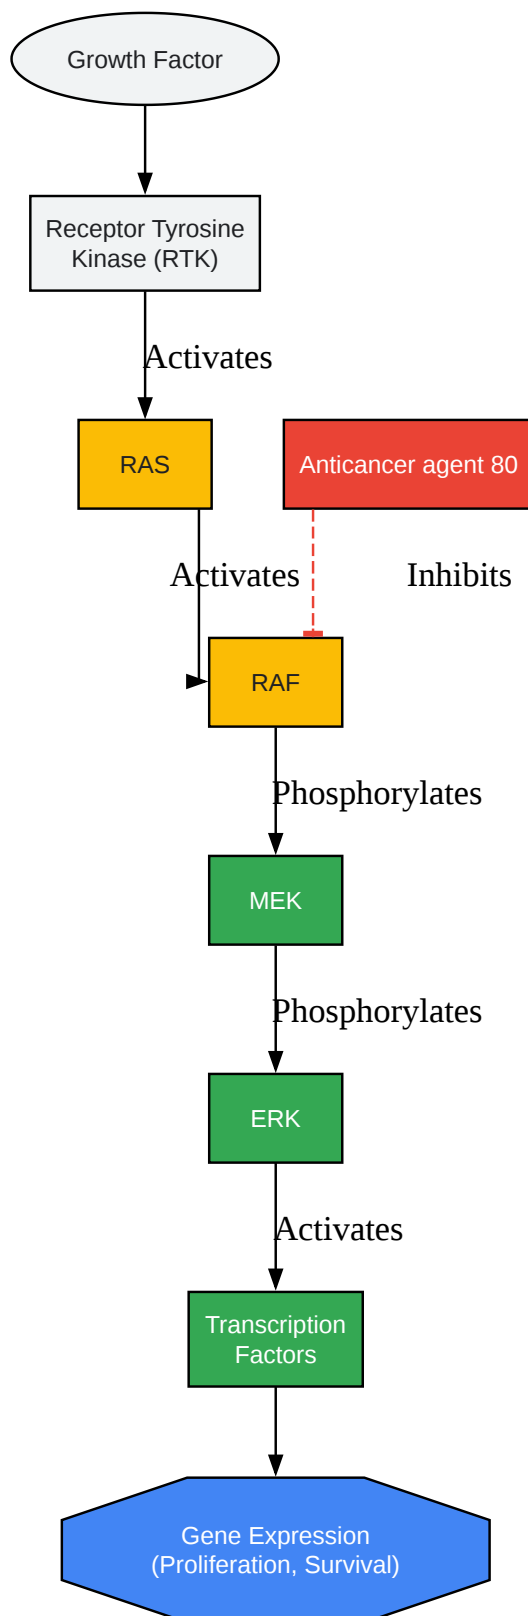 Growth Factor
Receptor Tyrosine
Kinase (RTK)
Activates
RAS
Anticancer agent 80
Activates
Inhibits
RAF
Phosphorylates
MEK
Phosphorylates
ERK
Activates
Transcription
Factors
Gene Expression
(Proliferation, Survival)